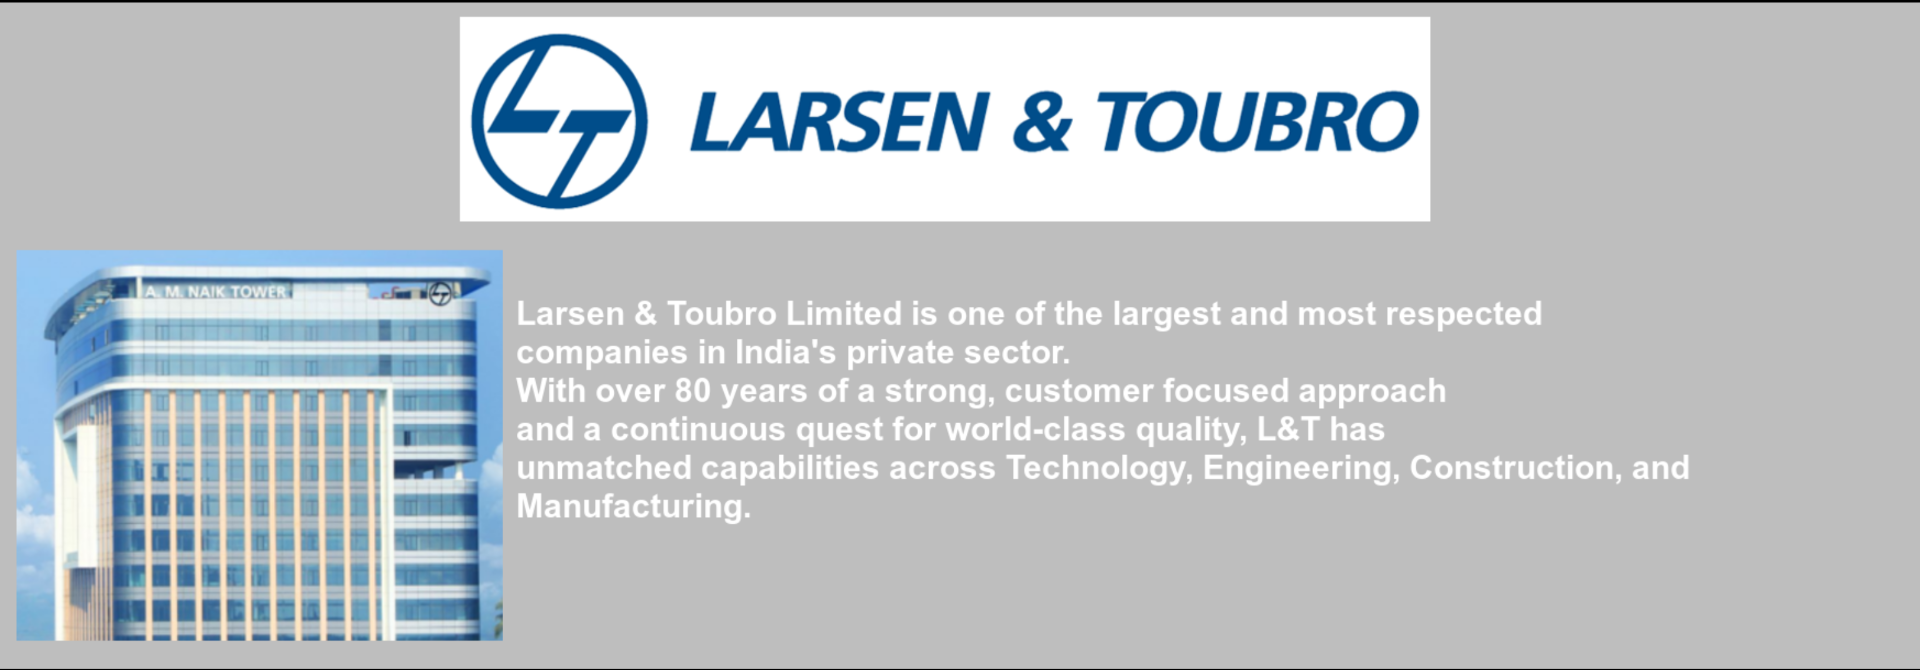 LT LARSEN & TOUBRO
A. M. NAIK TOWER
Larsen & Toubro Limited is one of the largest and most respected
companies in India's private sector.
With over 80 years of a strong, customer focused approach
and a continuous quest for world-class quality, L&T has
unmatched capabilities across Technology, Engineering, Construction, and
Manufacturing.